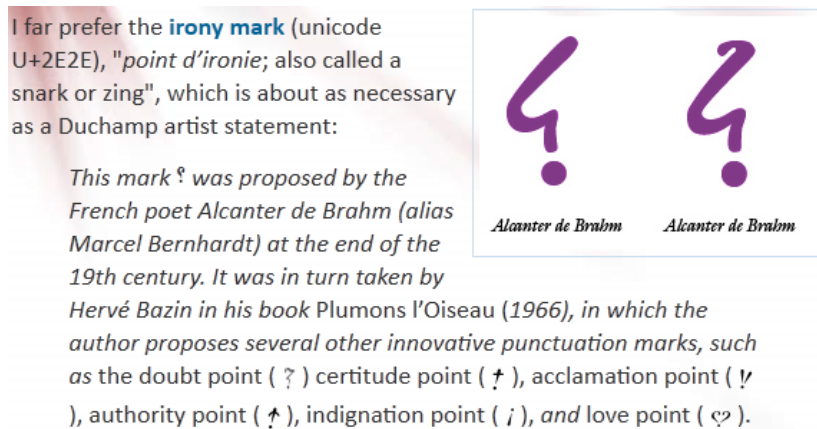 I far prefer the irony mark (unicode
U+2E2E), "point d'ironie; also called a
snark or zing", which is about as necessary
as a Duchamp artist statement:
This mark ⸮ was proposed by the
French poet Alcanter de Brahm (alias
Marcel Bernhardt) at the end of the
19th century. It was in turn taken by
Hervé Bazin in his book Plumons l'Oiseau (1966), in which the
author proposes several other innovative punctuation marks, such
as the doubt point ( ) certitude point ( ), acclamation point (
), authority point ( ), indignation point ( ¡ ), and love point ( ).
Alcanter de Brahm
Alcanter de Brahm